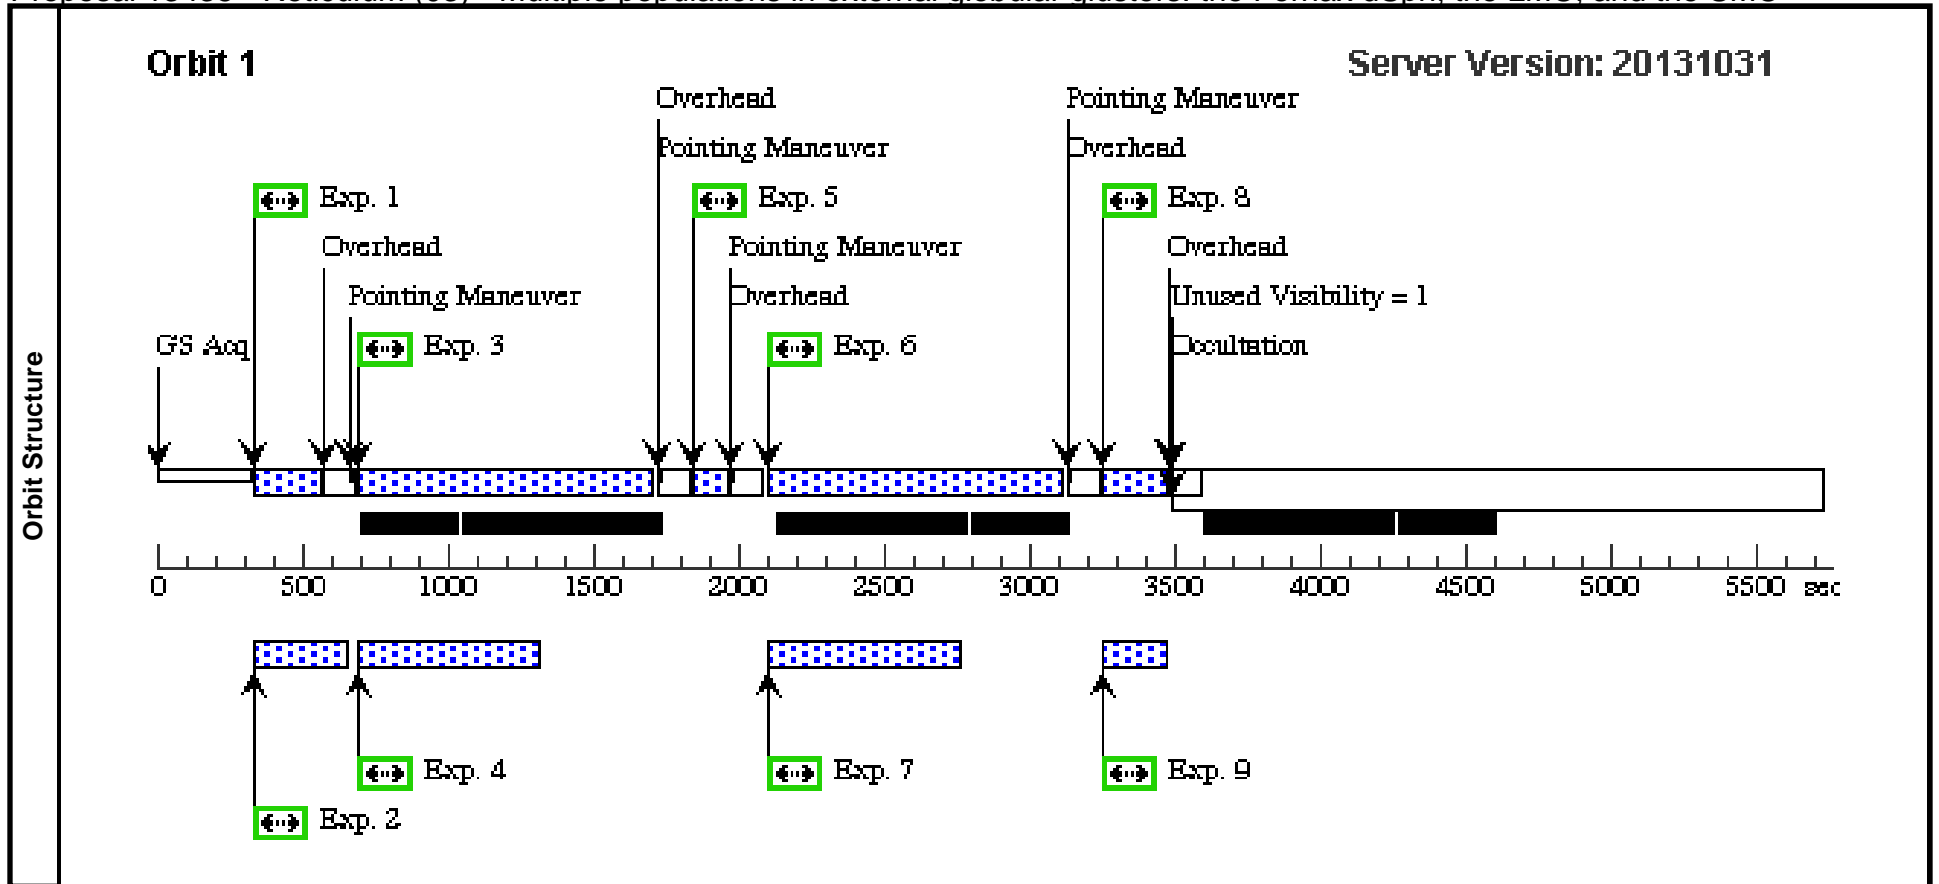 Orbit 1
Server Version: 20131031
Overhead
Pointing Maneuver
Pointing Maneuver
Overhead
Exp. 1
Exp. 5
Exp. 8
Overhead
Pointing Maneuver
Overhead
Pointing Maneuver
Overhead
Unused Visibility = 1
GS Acq
Exp. 3
Exp. 6
Occultation
Orbit Structure
0 500 1000 1500 2000 2500 3000 3500 4000 4500 5000 5500 sec
Exp. 4
Exp. 7
Exp. 9
Exp. 2